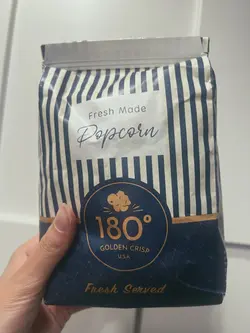 Fresh Made
Popcorn
180°
GOLDEN CRISP
USA
Fresh Served